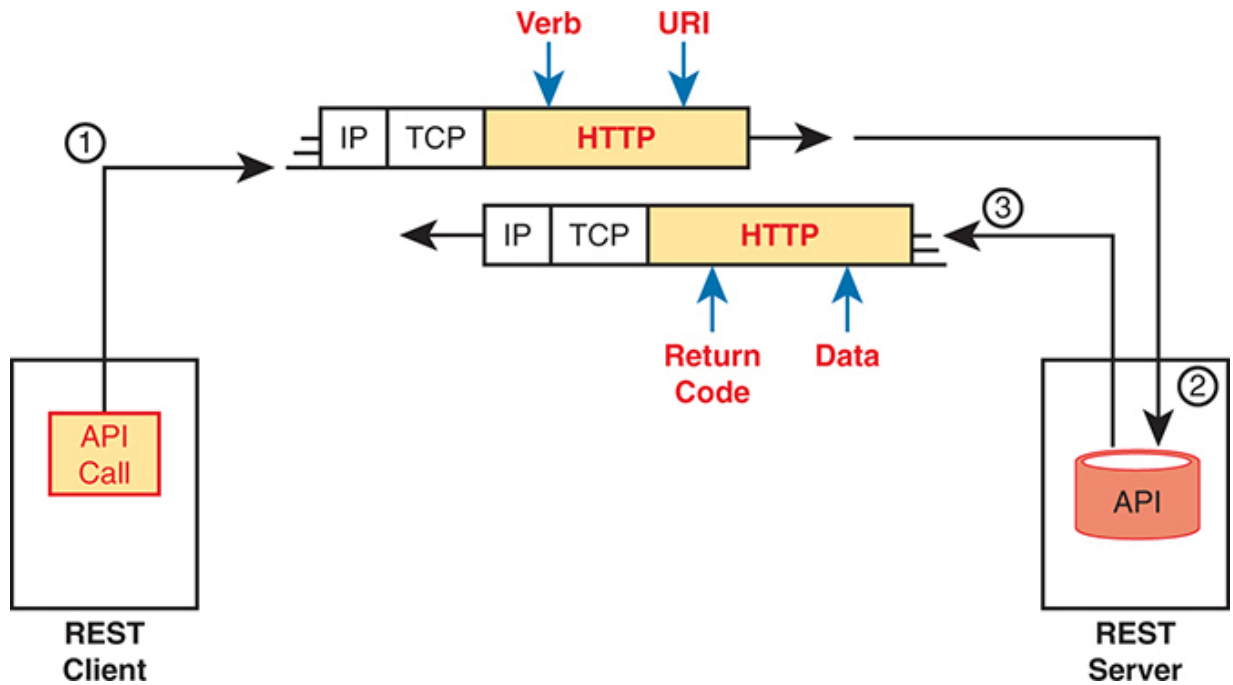 Verb URI
① IP TCP HTTP
IP TCP HTTP ③
Return
Code
Data
②
API
Call
API
REST
Client
REST
Server